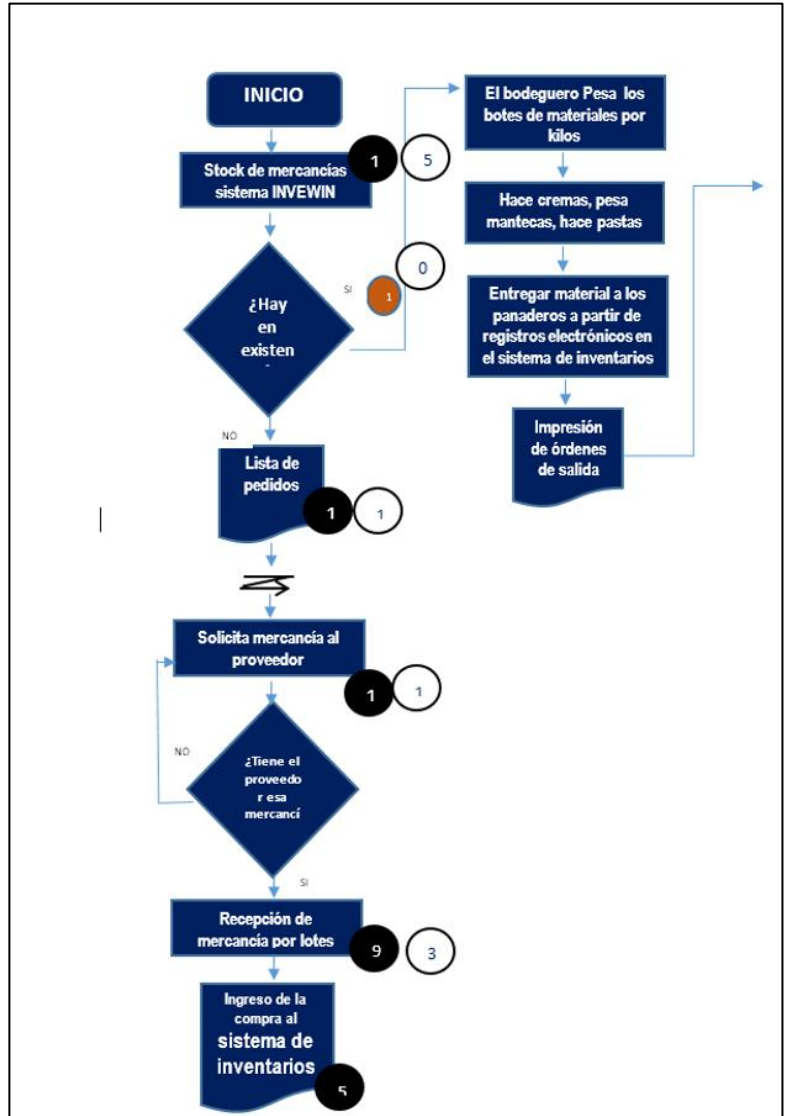 INICIO
Stock de mercancías
sistema INVEWIN
1
5
¿Hay
en
existen
SI
1
0
NO
Lista de
pedidos
1
1
Solicita mercancía al
proveedor
1
1
¿Tiene el
proveedo
r esa
mercancí
NO
SI
Recepción de
mercancía por lotes
9
3
Ingreso de la
compra al
sistema de
inventarios
5
El bodeguero Pesa los
botes de materiales por
kilos
Hace cremas, pesa
mantecas, hace pastas
Entregar material a los
panaderos a partir de
registros electrónicos en
el sistema de inventarios
Impresión
de órdenes
de salida